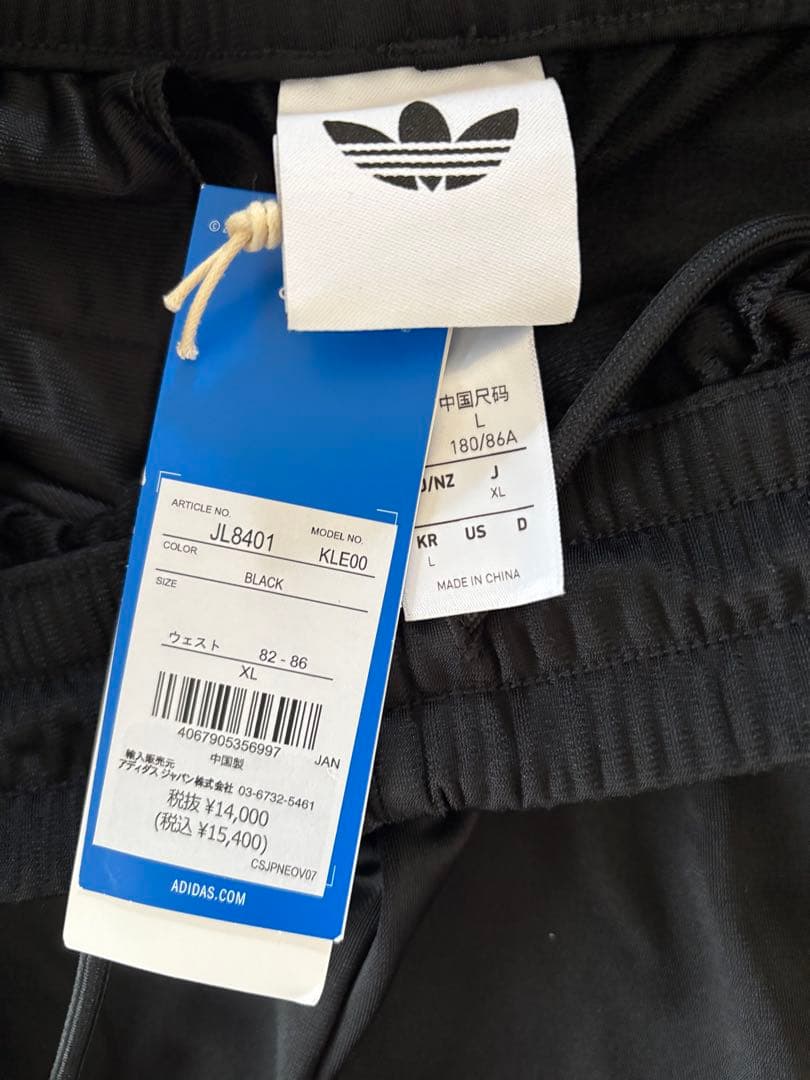 ©
中国尺码
L
180/86A
J/NZ
J
XL
KR
US
D
L
MADE IN CHINA
ARTICLE NO.
JL8401
MODEL NO.
KLE00
COLOR
BLACK
SIZE
ウェスト 82 - 86
XL
4067905356997
JAN
中国製
輸入販売元
アディダス ジャパン株式会社 03-6732-5461
税抜 ¥14,000
(税込 ¥15,400)
CSJPNEOV07
ADIDAS.COM